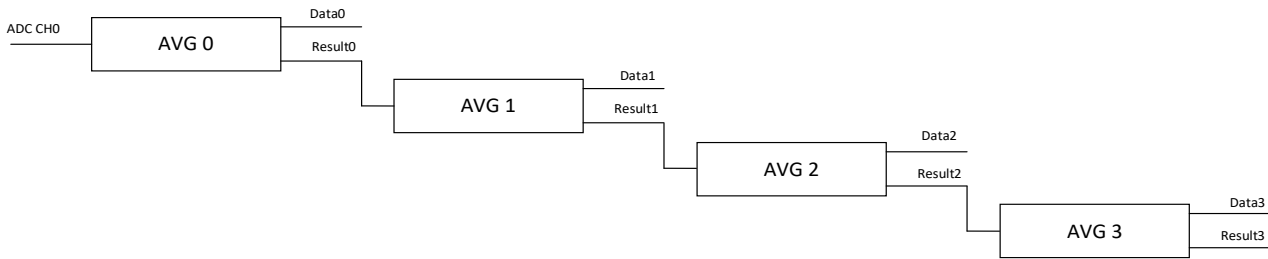 Data0
ADC CH0
AVG 0
Result0
Data1
AVG 1
Result1
Data2
AVG 2
Result2
Data3
AVG 3
Result3